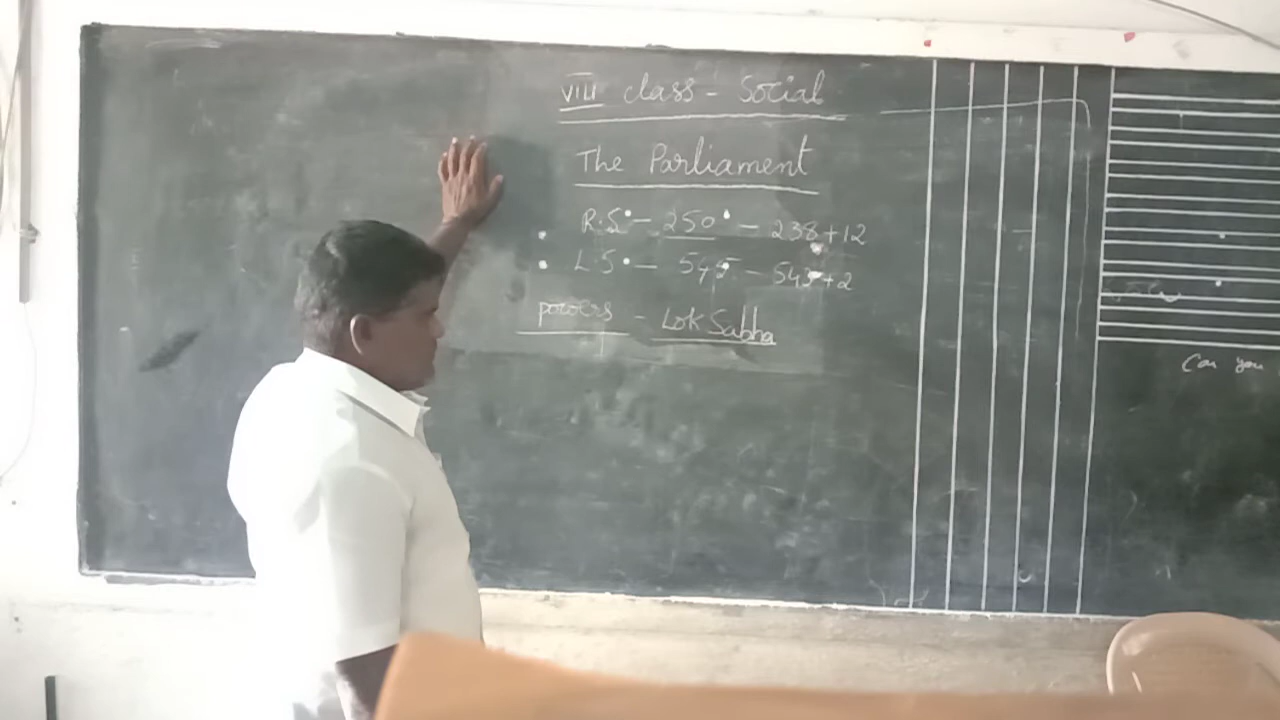 VIII class - Social
The Parliament
R.S - 250 - 238+12
L.S - 545 - 543+2
powers - Lok Sabha
Can you